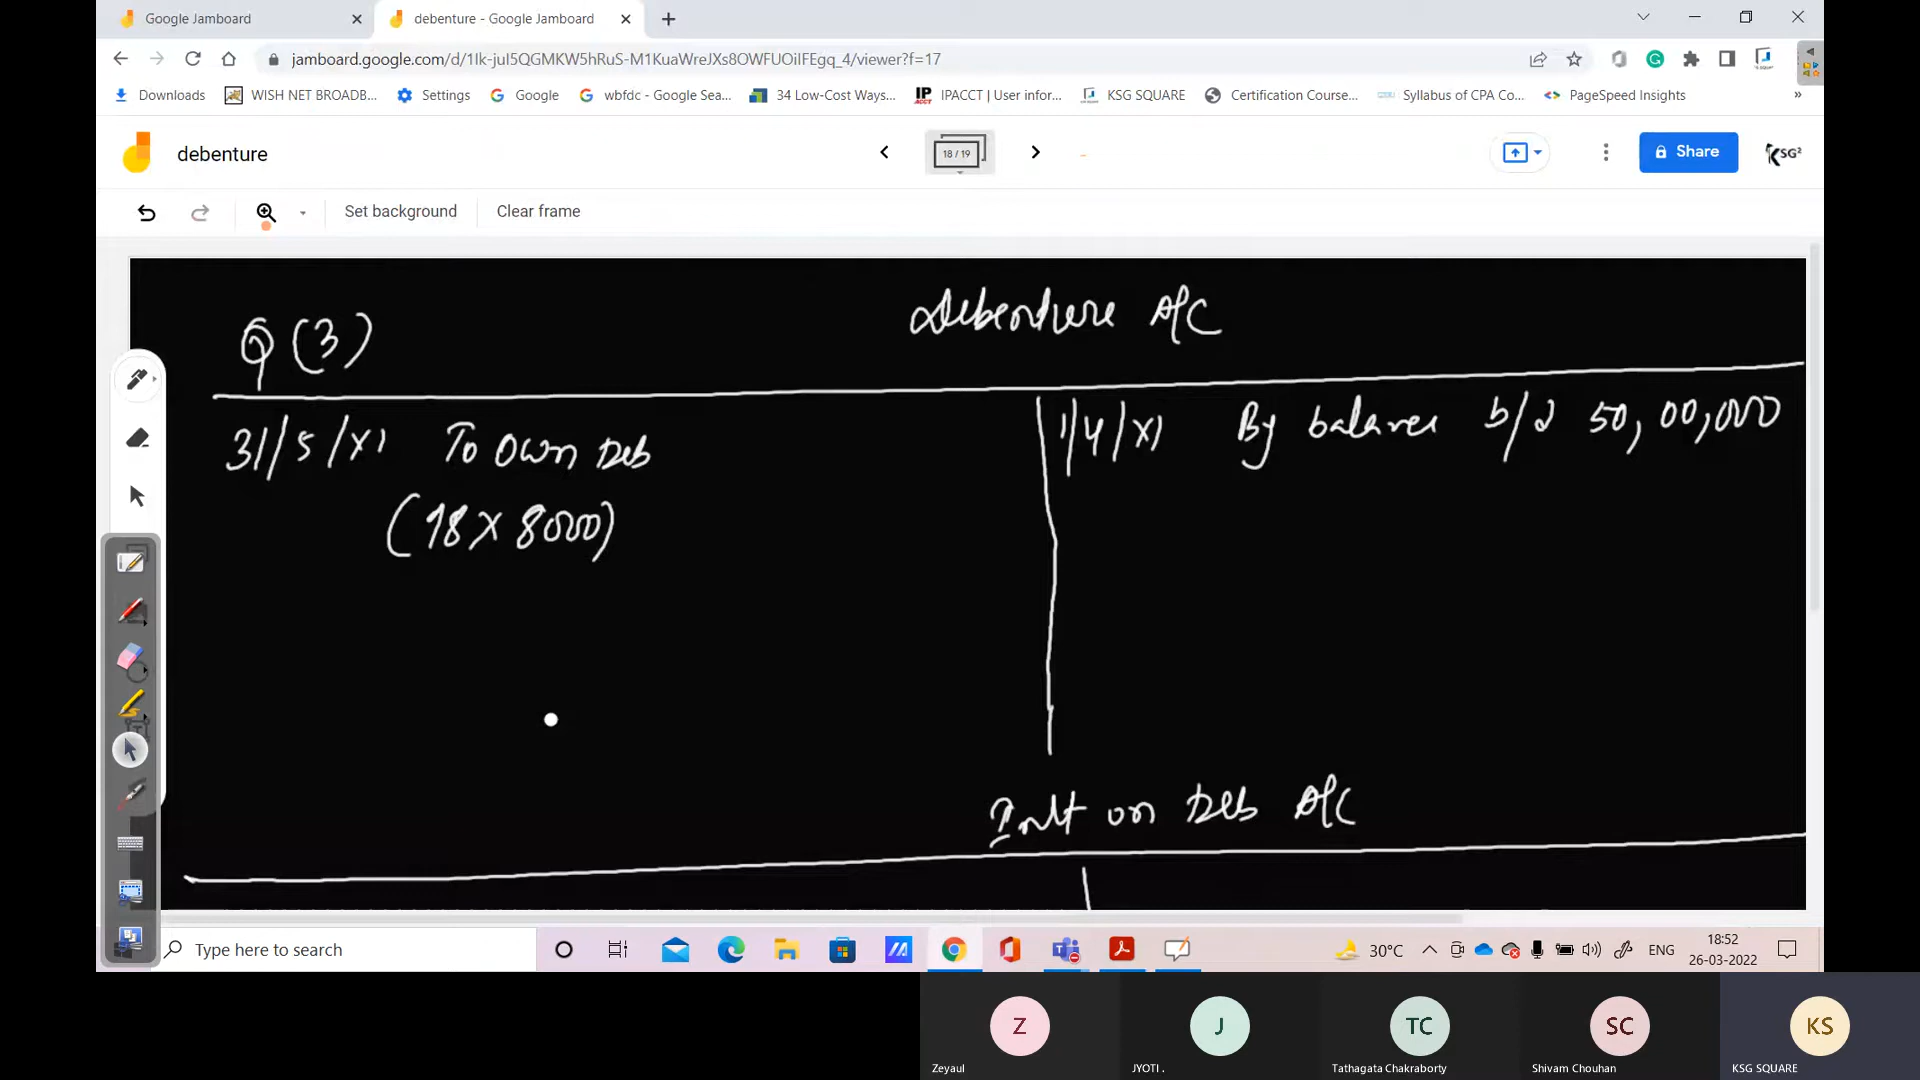 Google Jamboard
debenture - Google Jamboard
jamboard.google.com/d/1Ik-juI5QGMKW5hRuS-M1KuaWreJXs8OWFUOilFEgq_4/viewer?f=17
Downloads WISH NET BROADB... Settings Google wbfdc - Google Sea... 34 Low-Cost Ways... IPACCT | User infor... KSG SQUARE Certification Course... Syllabus of CPA Co... PageSpeed Insights »
debenture
18 / 19
Share
KSG²
Set background Clear frame
Q (3)
Debenture A/C
31/5/X1 To Own Deb
(98 x 8000)
1/4/X1 By balance b/d 50,00,000
Int on Deb A/C
Type here to search
30°C
ENG
18:52
26-03-2022
Z
J
TC
SC
KS
Zeyaul
JYOTI .
Tathagata Chakraborty
Shivam Chouhan
KSG SQUARE